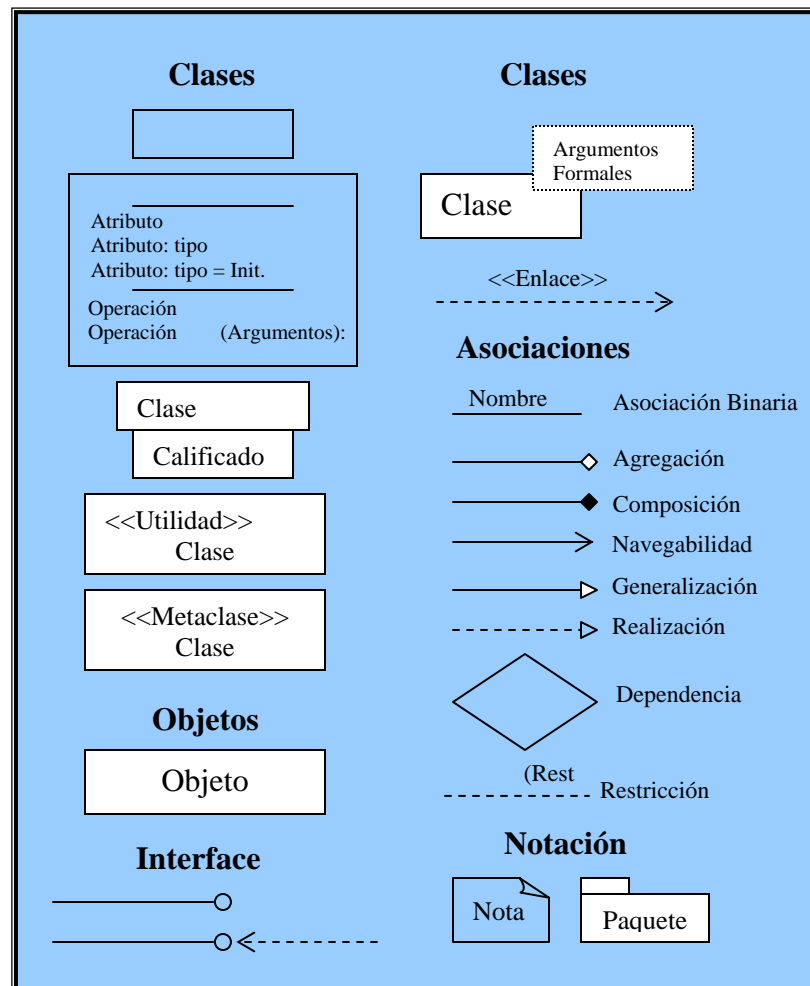 Clases
Atributo
Atributo: tipo
Atributo: tipo = Init.
Operación
Operación (Argumentos):
Clase
Calificado
<<Utilidad>>
Clase
<<Metaclase>>
Clase
Objetos
Objeto
Interface
Clases
Argumentos
Formales
Clase
<<Enlace>>
Asociaciones
Nombre Asociación Binaria
Agregación
Composición
Navegabilidad
Generalización
Realización
Dependencia
(Rest Restricción
Notación
Nota
Paquete